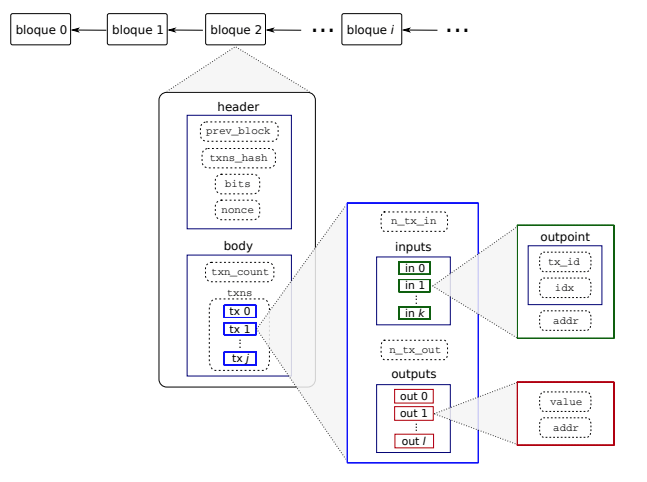 bloque 0 bloque 1 bloque 2 ... bloque i ...
header
prev_block
txns_hash
bits
nonce
body
txn_count
txns
tx 0
tx 1
⋮
tx j
n_tx_in
inputs
in 0
in 1
⋮
in k
n_tx_out
outputs
out 0
out 1
⋮
out l
outpoint
tx_id
idx
addr
value
addr